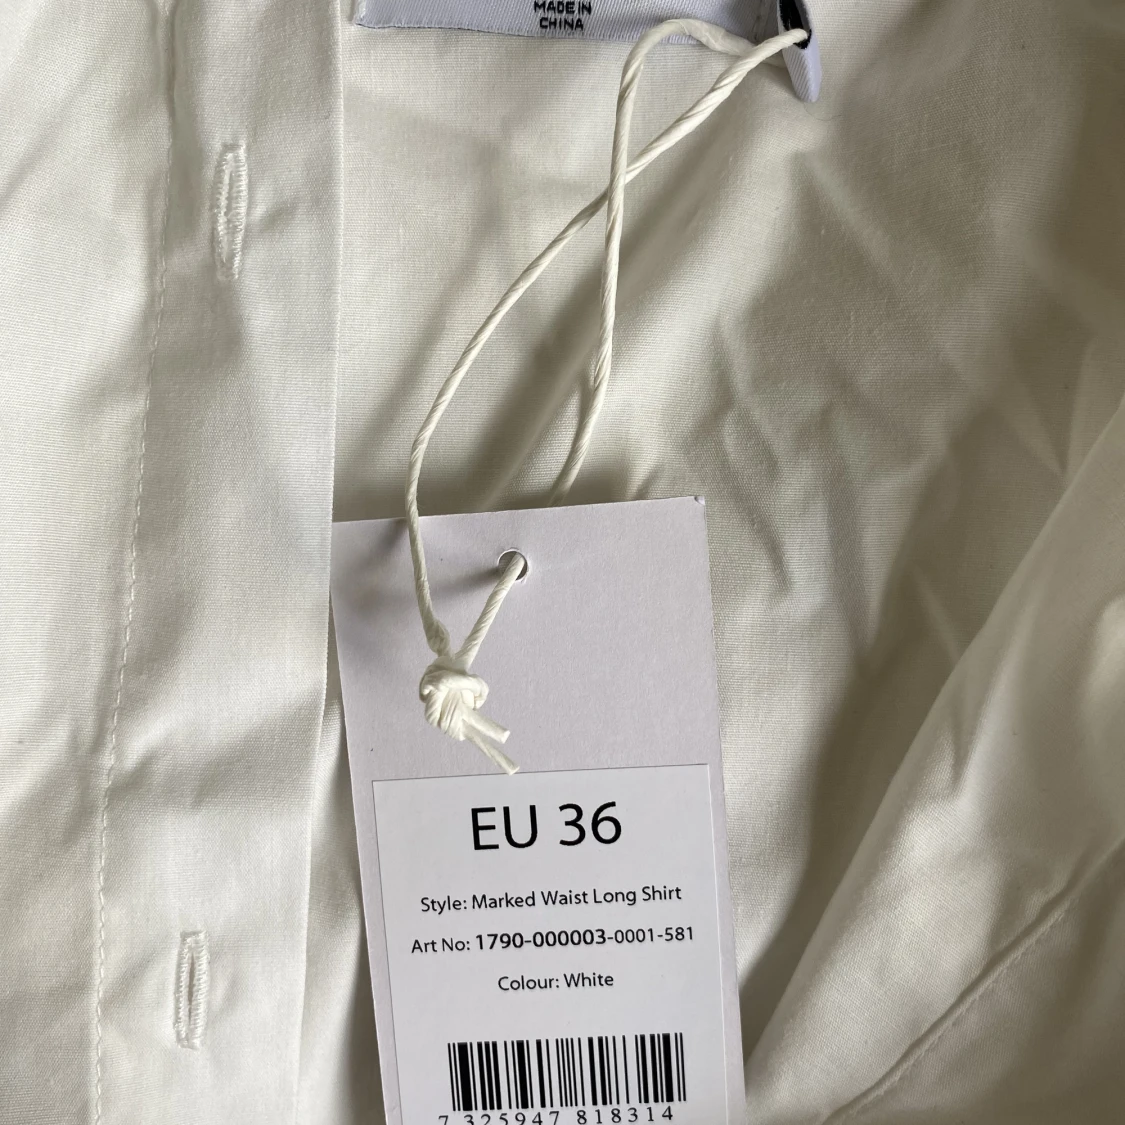 MADE IN
CHINA
EU 36
Style: Marked Waist Long Shirt
Art No: 1790-000003-0001-581
Colour: White
7 325947 818314